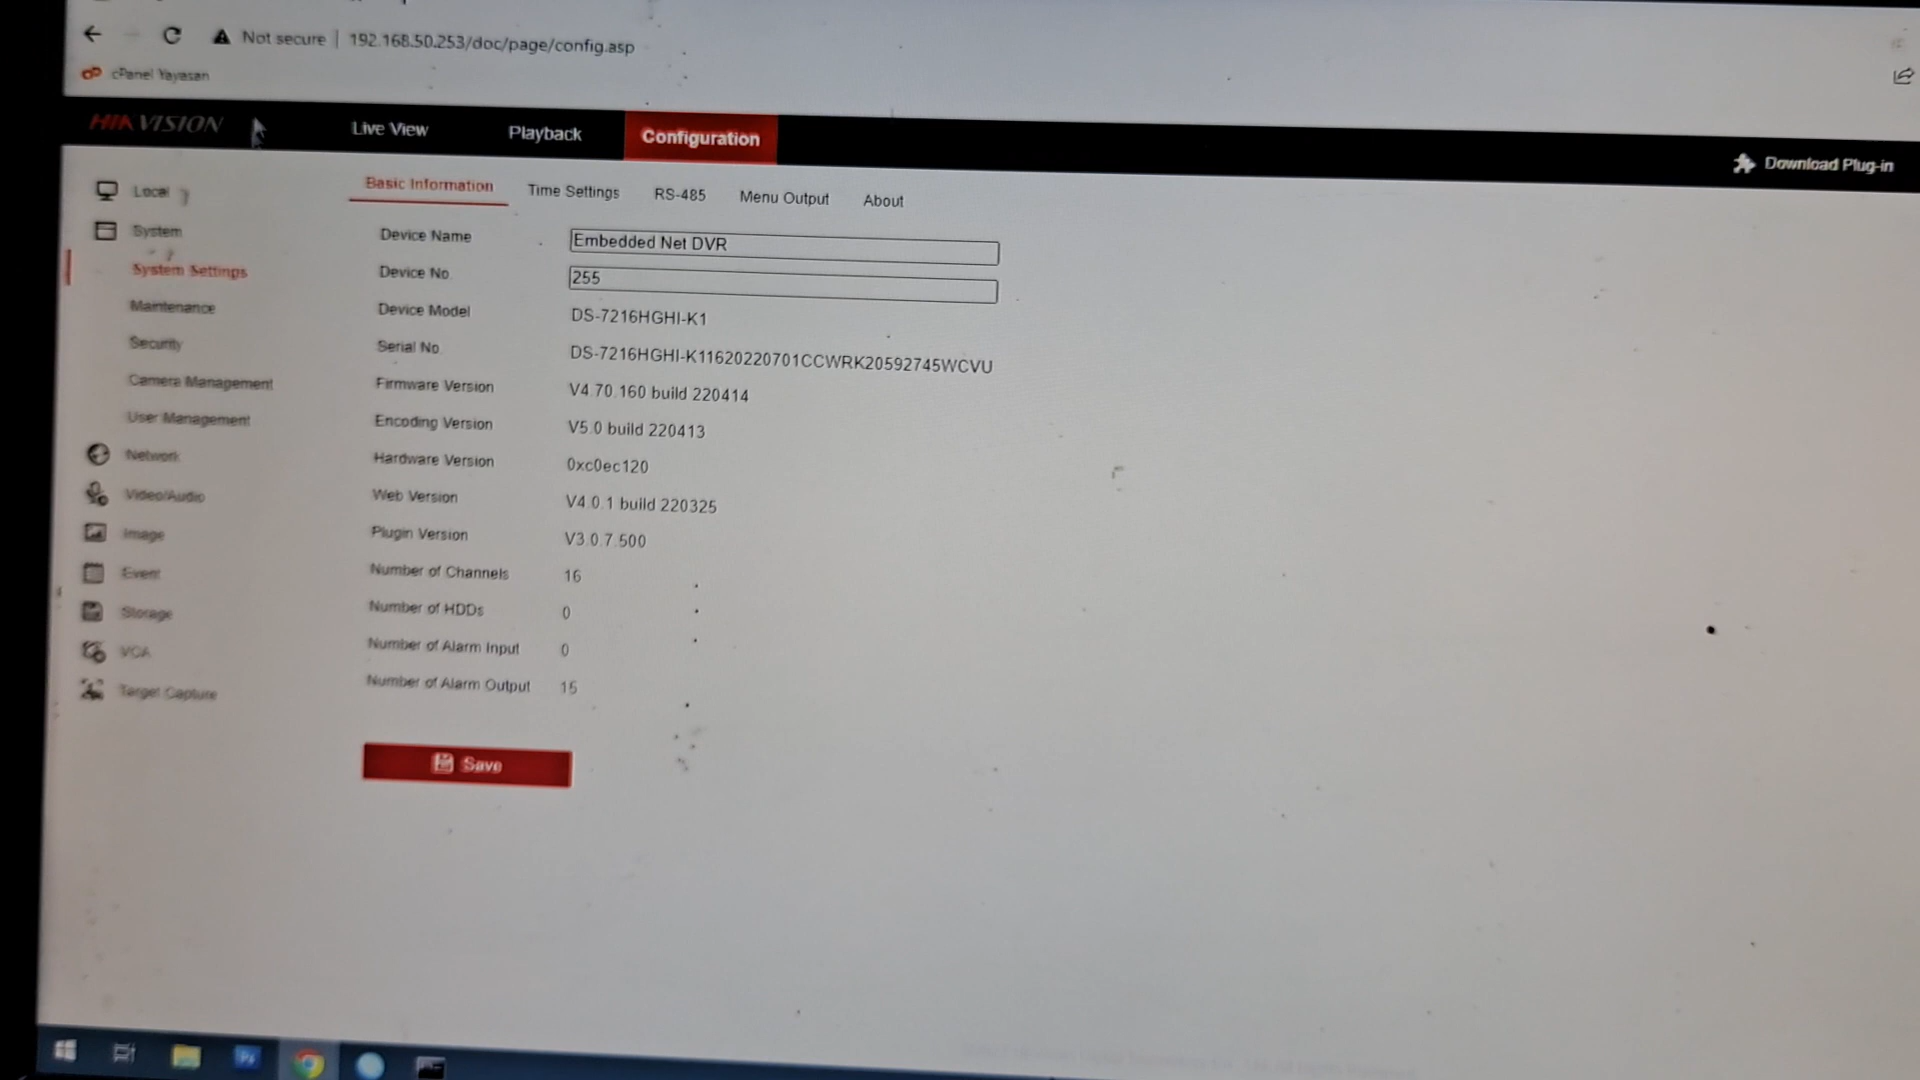 Not secure | 192.168.50.253/doc/page/config.asp
cPanel Yayasan
HIKVISION Live View Playback Configuration Download Plug-in
Local
System
System Settings
Maintenance
Security
Camera Management
User Management
Network
Video/Audio
Image
Event
Storage
VCA
Target Capture
Basic Information Time Settings RS-485 Menu Output About
Device Name Embedded Net DVR
Device No. 255
Device Model DS-7216HGHI-K1
Serial No. DS-7216HGHI-K11620220701CCWRK20592745WCVU
Firmware Version V4.70.160 build 220414
Encoding Version V5.0 build 220413
Hardware Version 0xc0ec120
Web Version V4.0.1 build 220325
Plugin Version V3.0.7.500
Number of Channels 16
Number of HDDs 0
Number of Alarm Input 0
Number of Alarm Output 15
Save